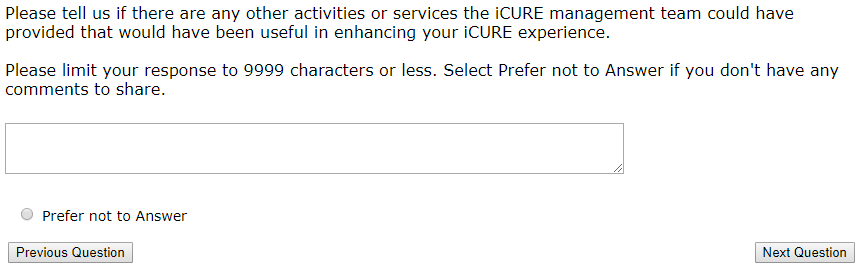 Please tell us if there are any other activities or services the iCURE management team could have
provided that would have been useful in enhancing your iCURE experience.
Please limit your response to 9999 characters or less. Select Prefer not to Answer if you don't have any
comments to share.
Prefer not to Answer
Previous Question
Next Question